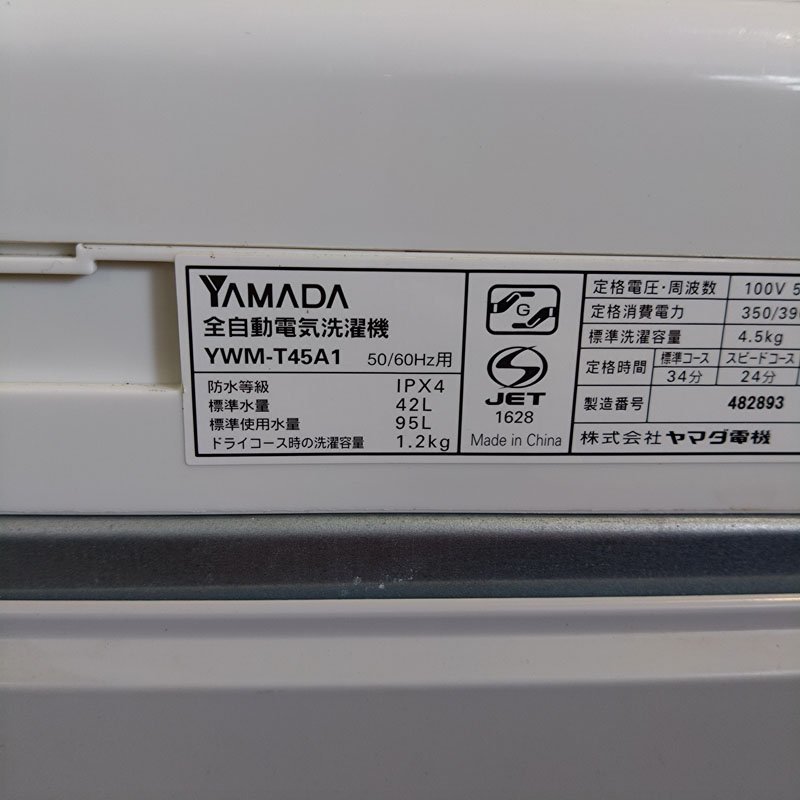 YAMADA
全自動電気洗濯機
YWM-T45A1 50/60Hz用
防水等級 IPX4
標準水量 42L
標準使用水量 95L
ドライコース時の洗濯容量 1.2kg
G
S
JET
1628
Made in China
定格電圧・周波数 100V 5
定格消費電力 350/390
標準洗濯容量 4.5kg
定格時間 標準コース スピードコース
34分 24分
製造番号 482893
株式会社 ヤマダ電機